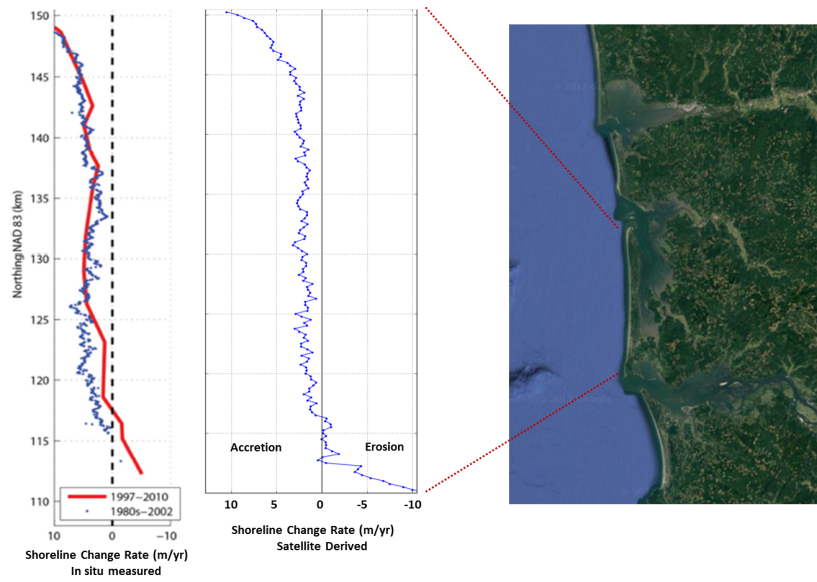 150
145
140
135
130
125
120
115
110
Northing NAD 83 (km)
1997−2010
1980s−2002
10
0
−10
Shoreline Change Rate (m/yr)
In situ measured
Accretion
Erosion
10
5
0
-5
-10
Shoreline Change Rate (m/yr)
Satellite Derived